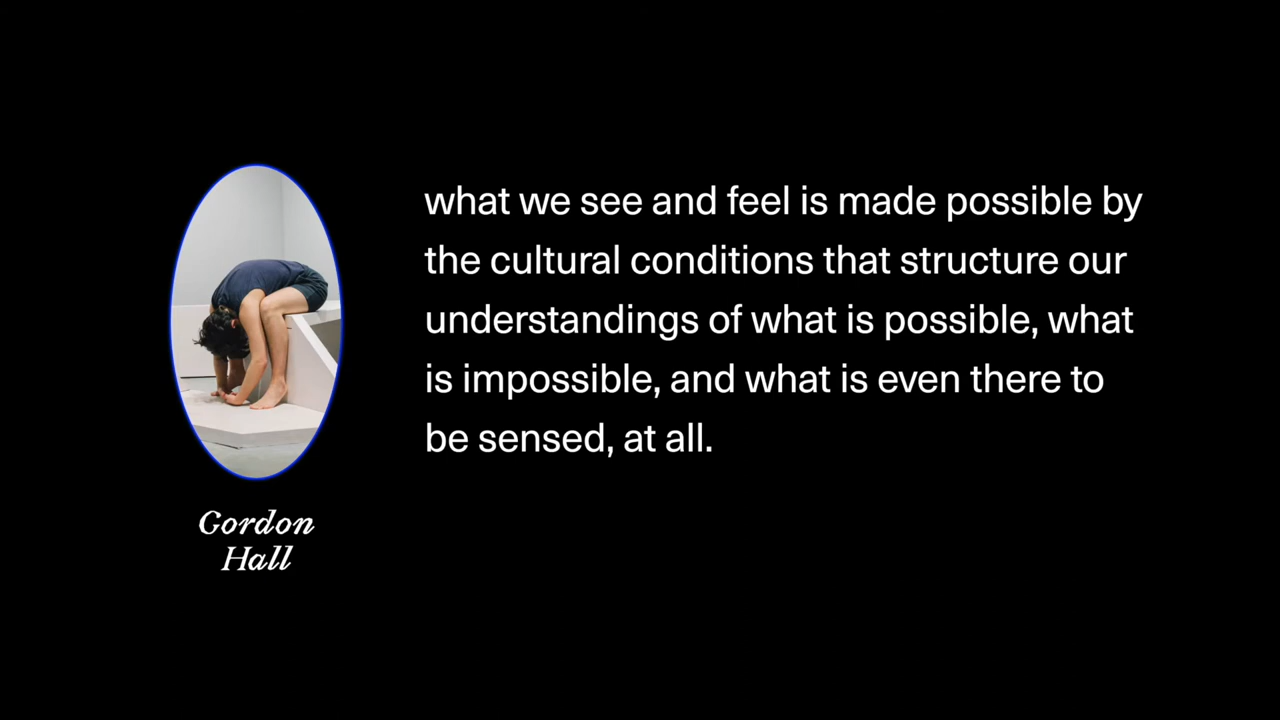 what we see and feel is made possible by
the cultural conditions that structure our
understandings of what is possible, what
is impossible, and what is even there to
be sensed, at all.
Gordon
Hall